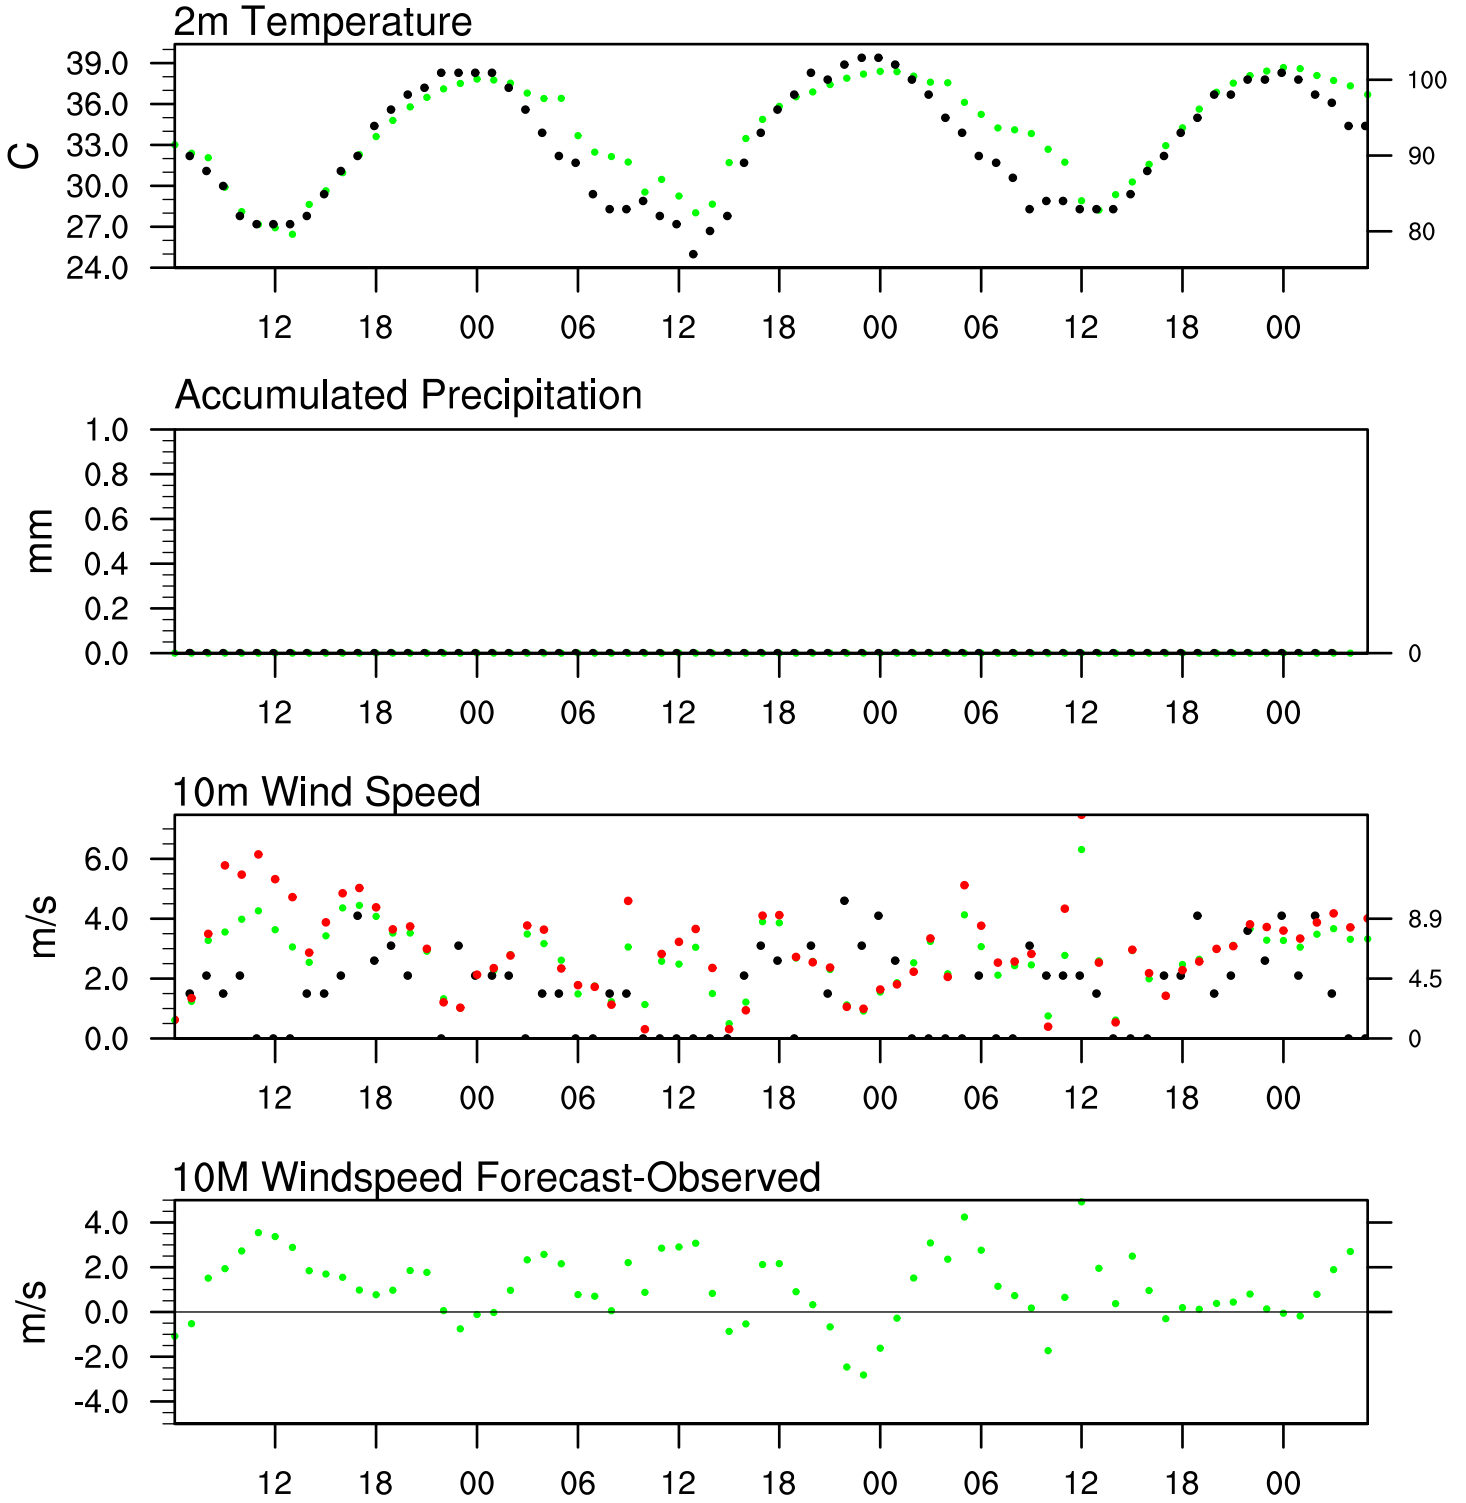 2m Temperature
39.0
36.0
33.0
30.0
27.0
24.0
C
100
90
80
12 18 00 06 12 18 00 06 12 18 00
Accumulated Precipitation
1.0
0.8
0.6
0.4
0.2
0.0
mm
0
12 18 00 06 12 18 00 06 12 18 00
10m Wind Speed
6.0
4.0
2.0
0.0
m/s
8.9
4.5
0
12 18 00 06 12 18 00 06 12 18 00
10M Windspeed Forecast-Observed
4.0
2.0
0.0
-2.0
-4.0
m/s
12 18 00 06 12 18 00 06 12 18 00